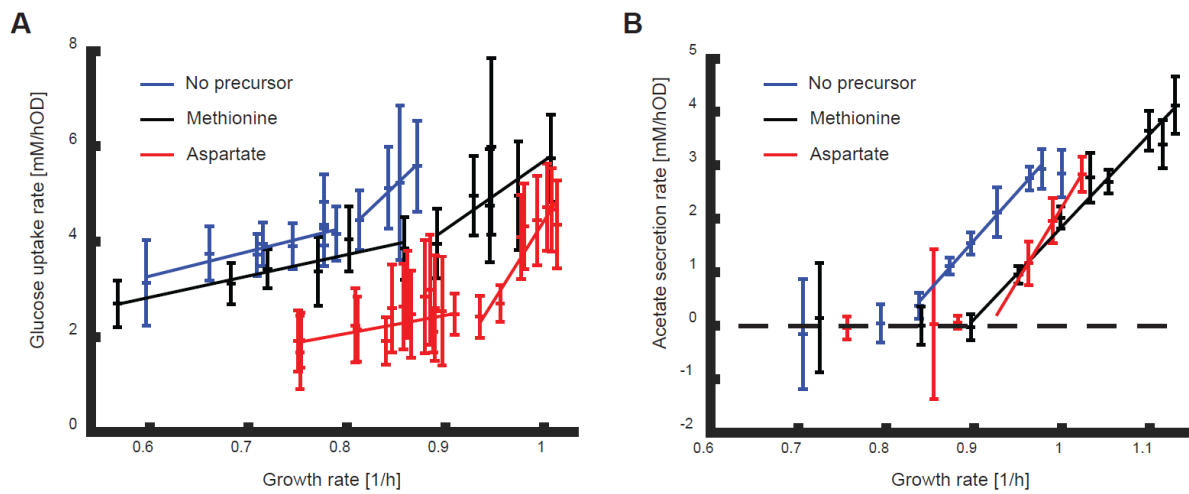 A
8
6
4
2
0
Glucose uptake rate [mM/hOD]
No precursor
Methionine
Aspartate
0.6 0.7 0.8 0.9 1
Growth rate [1/h]
B
5
4
3
2
1
0
-1
-2
Acetate secretion rate [mM/hOD]
No precursor
Methionine
Aspartate
0.6 0.7 0.8 0.9 1 1.1
Growth rate [1/h]